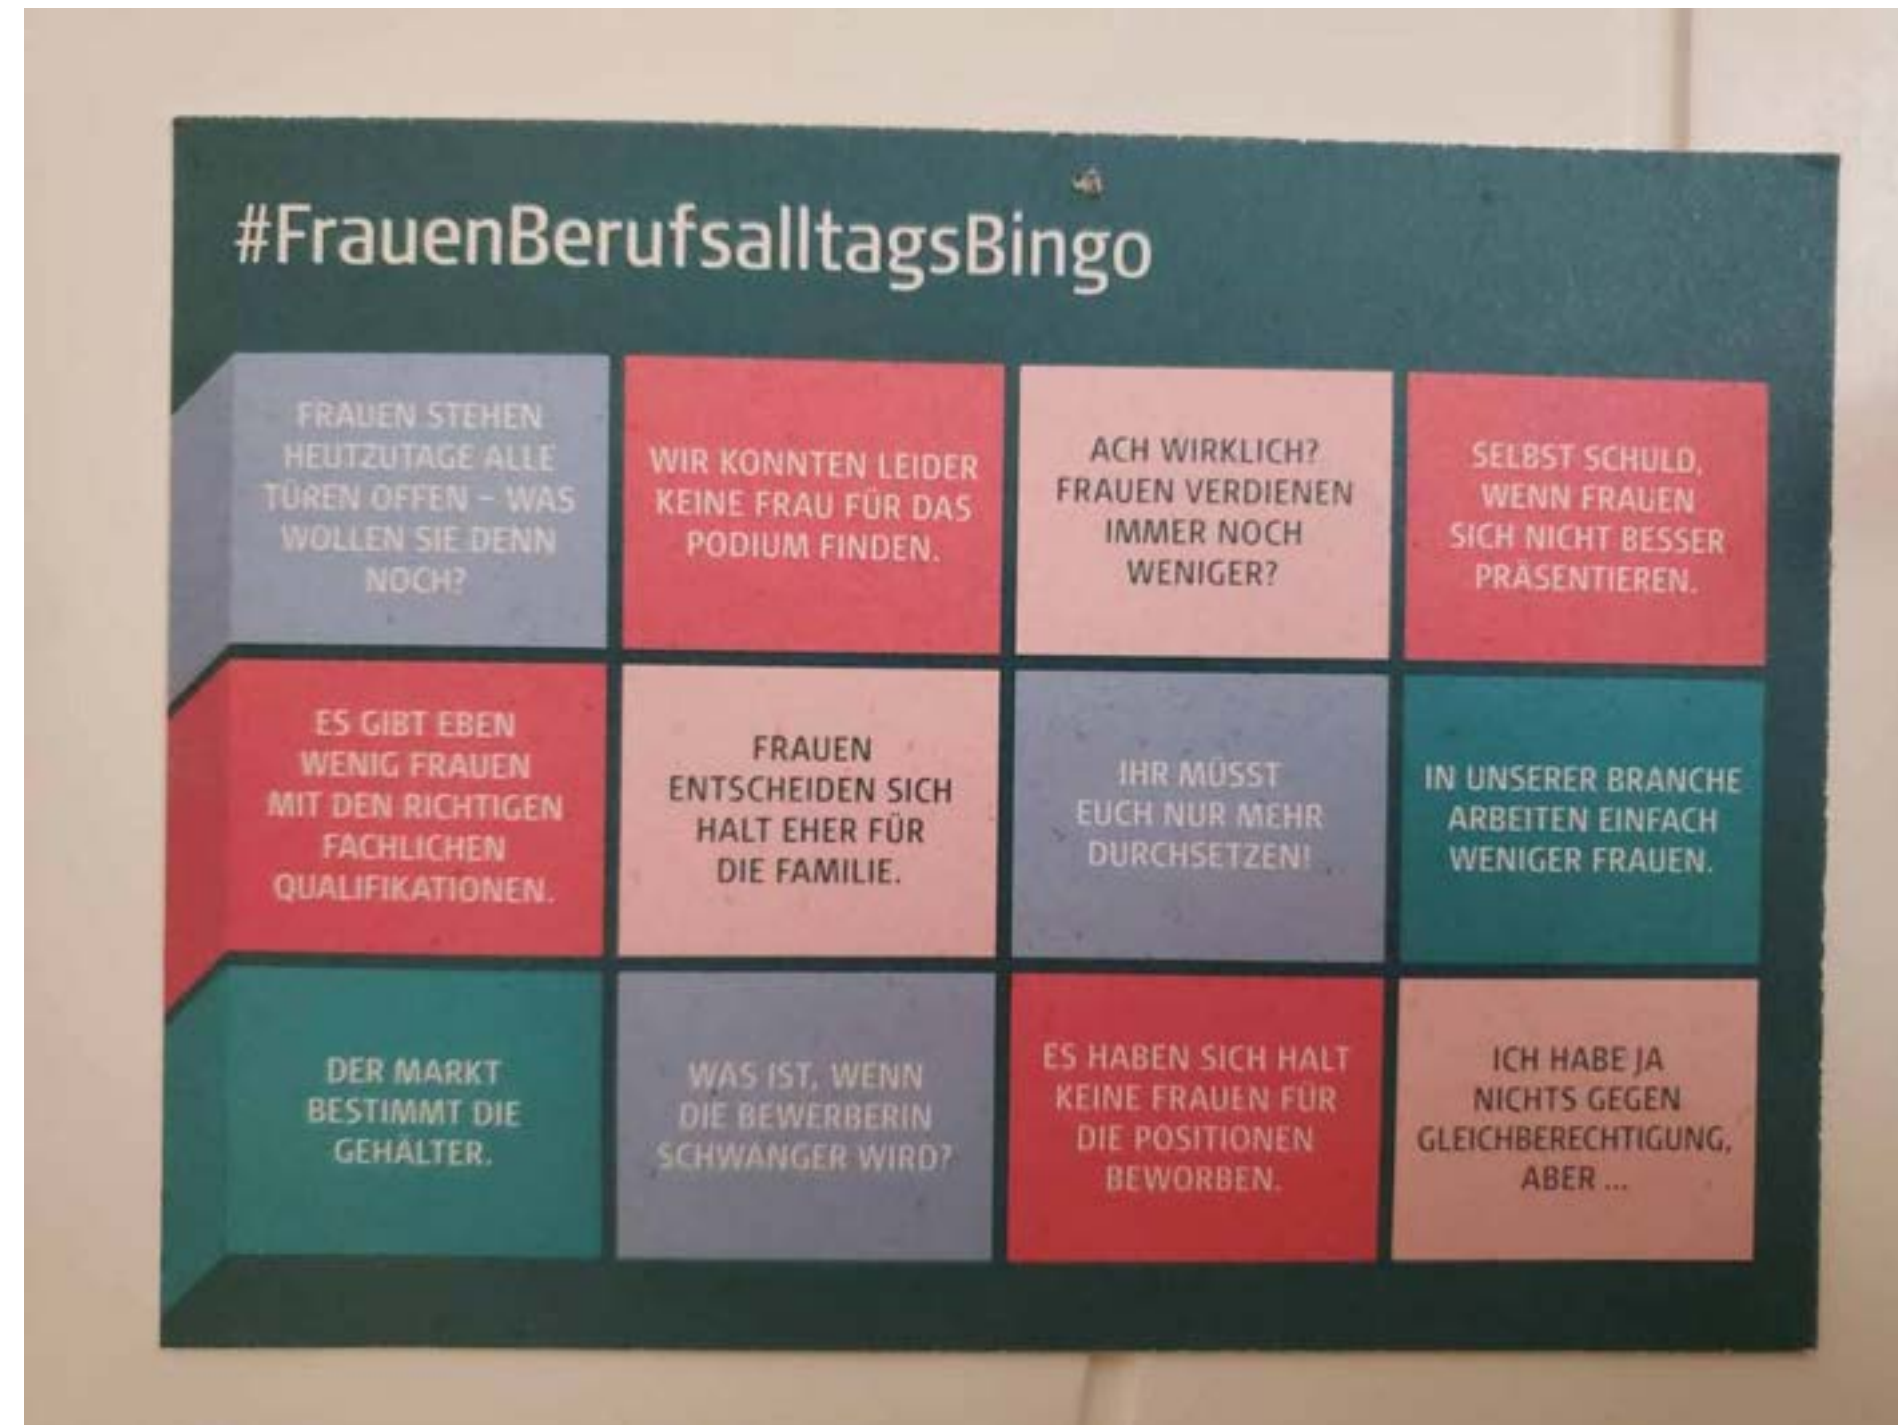 #FrauenBerufsalltagsBingo
FRAUEN STEHEN
HEUTZUTAGE ALLE
TÜREN OFFEN – WAS
WOLLEN SIE DENN
NOCH?
WIR KONNTEN LEIDER
KEINE FRAU FÜR DAS
PODIUM FINDEN.
ACH WIRKLICH?
FRAUEN VERDIENEN
IMMER NOCH
WENIGER?
SELBST SCHULD,
WENN FRAUEN
SICH NICHT BESSER
PRÄSENTIEREN.
ES GIBT EBEN
WENIG FRAUEN
MIT DEN RICHTIGEN
FACHLICHEN
QUALIFIKATIONEN.
FRAUEN
ENTSCHEIDEN SICH
HALT EHER FÜR
DIE FAMILIE.
IHR MÜSST
EUCH NUR MEHR
DURCHSETZEN!
IN UNSERER BRANCHE
ARBEITEN EINFACH
WENIGER FRAUEN.
DER MARKT
BESTIMMT DIE
GEHÄLTER.
WAS IST, WENN
DIE BEWERBERIN
SCHWANGER WIRD?
ES HABEN SICH HALT
KEINE FRAUEN FÜR
DIE POSITIONEN
BEWORBEN.
ICH HABE JA
NICHTS GEGEN
GLEICHBERECHTIGUNG,
ABER ...